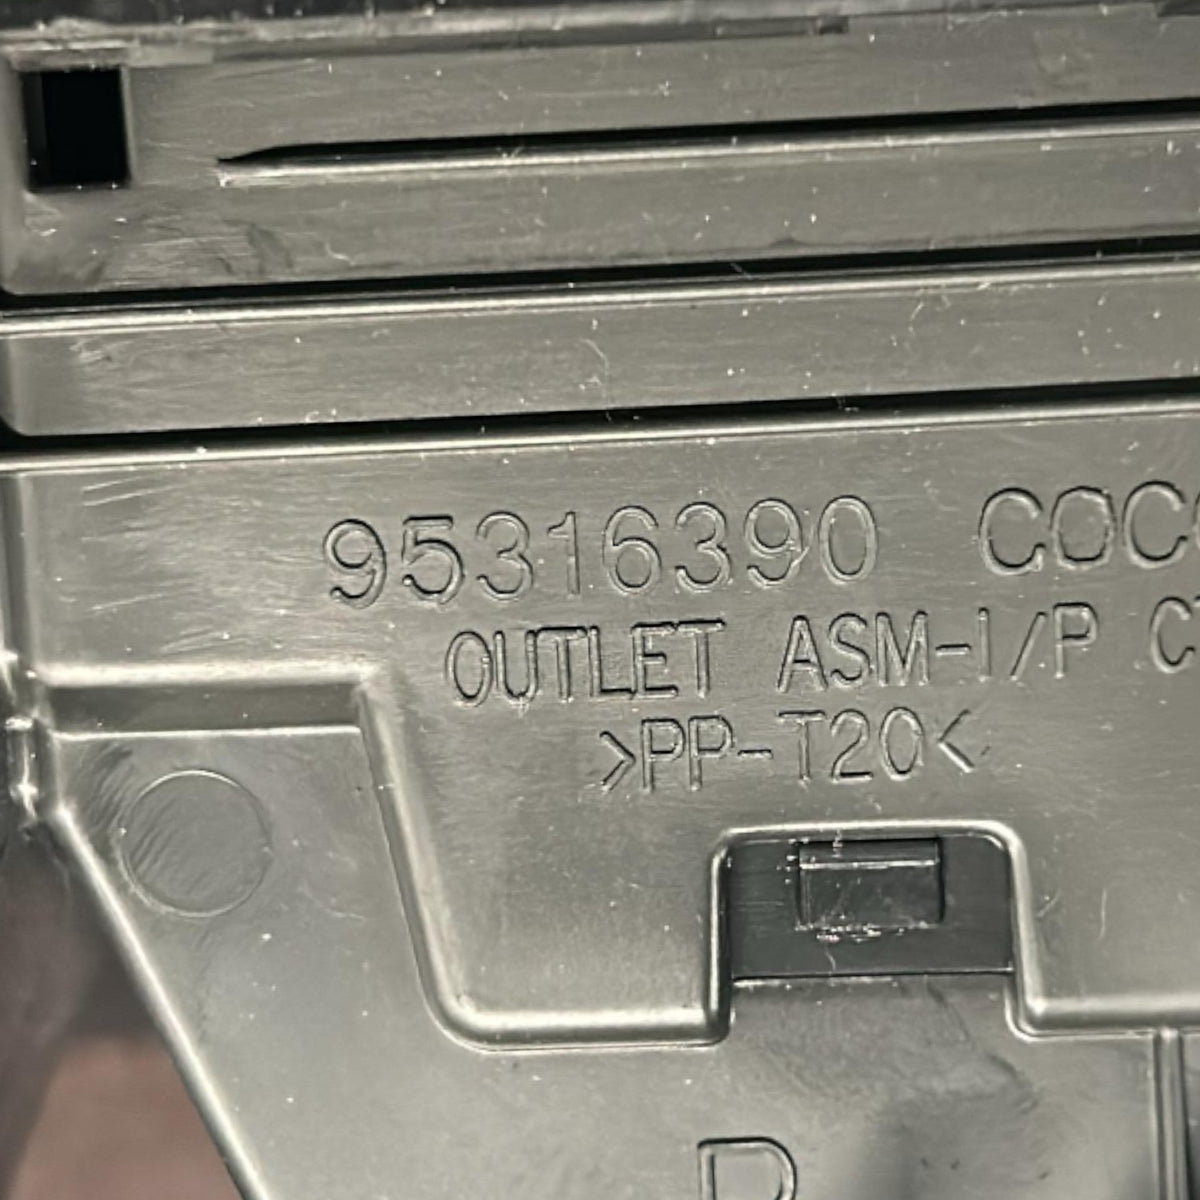 95316390
OUTLET ASM-I/P
>PP-T20<